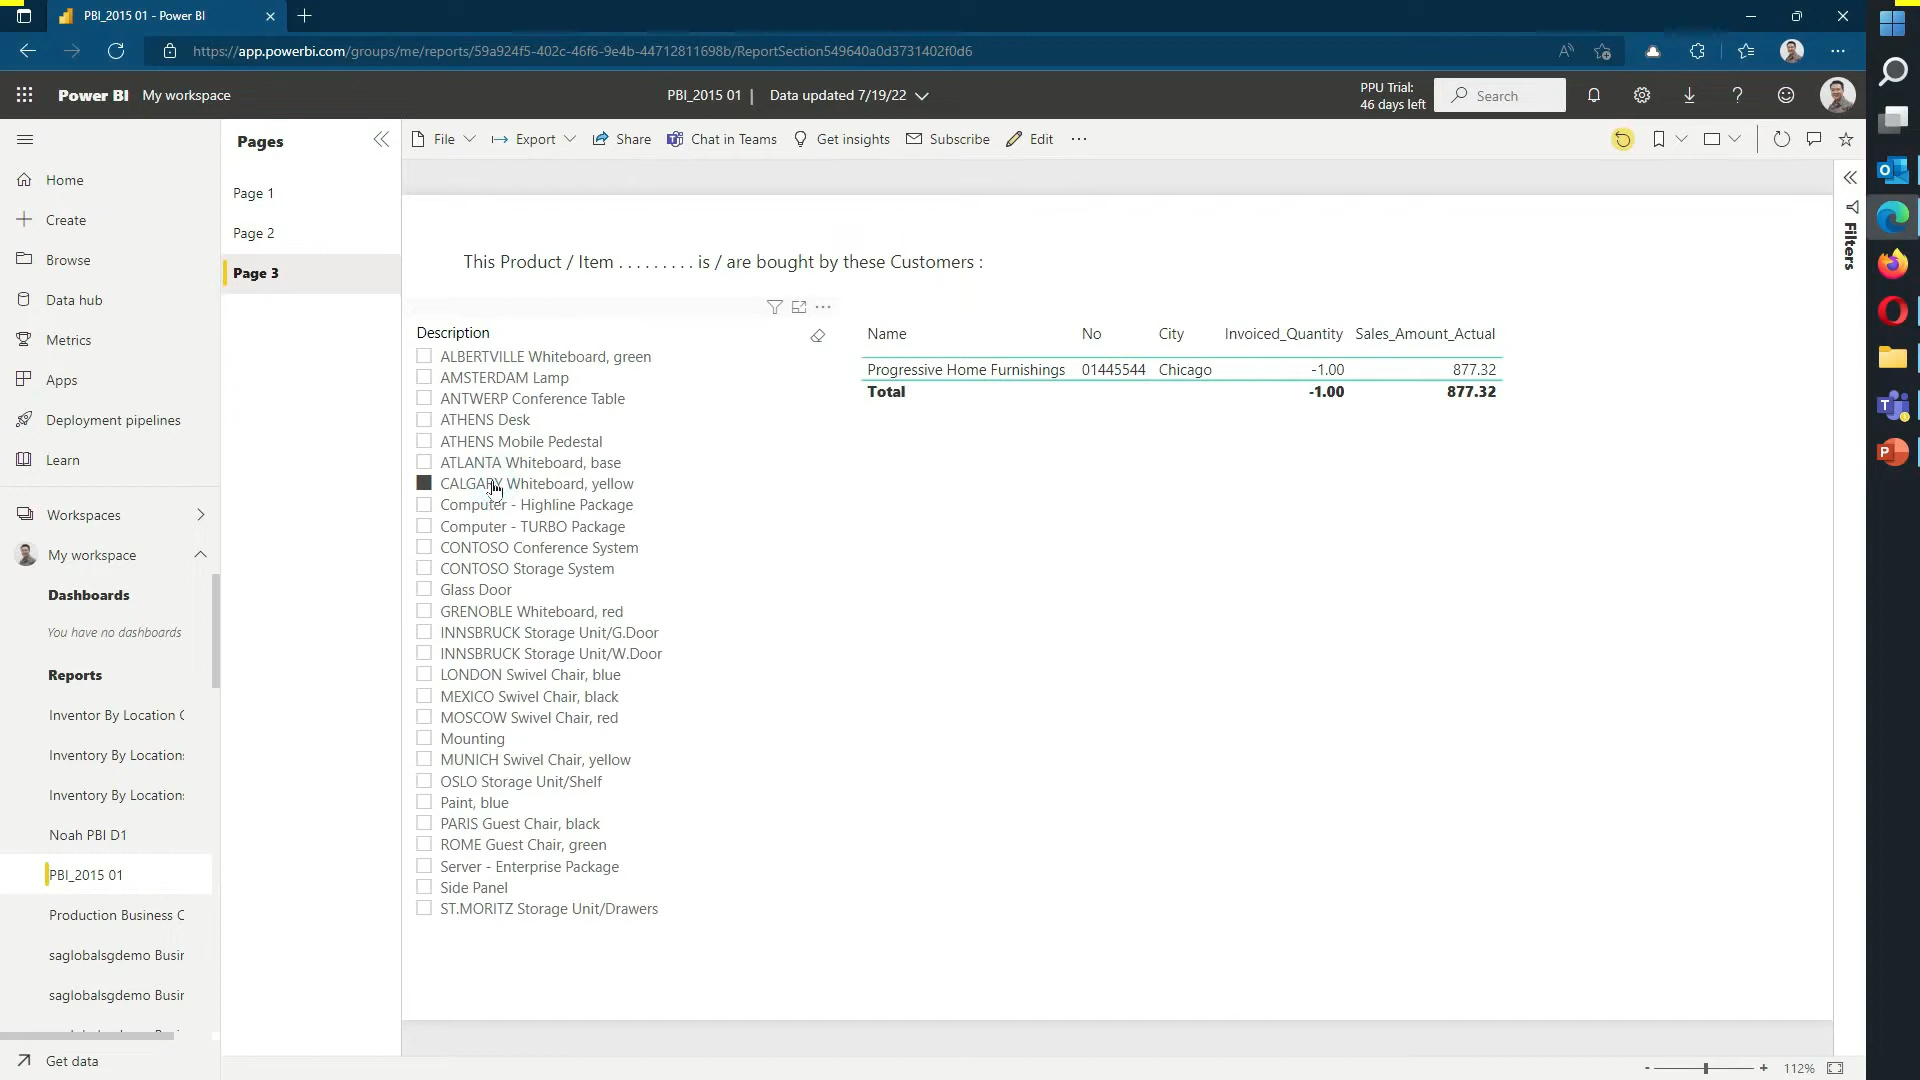 PBI_2015 01 - Power BI
https://app.powerbi.com/groups/me/reports/59a924f5-402c-46f6-9e4b-44712811698b/ReportSection549640a0d3731402f0d6
Power BI My workspace
PBI_2015 01 | Data updated 7/19/22
PPU Trial:
46 days left
Search
Home
Create
Browse
Data hub
Metrics
Apps
Deployment pipelines
Learn
Workspaces
My workspace
Dashboards
You have no dashboards
Reports
Inventor By Location C
Inventory By Locations
Inventory By Locations
Noah PBI D1
PBI_2015 01
Production Business C
saglobalsgdemo Busin
saglobalsgdemo Busin
Get data
Pages
Page 1
Page 2
Page 3
File Export Share Chat in Teams Get insights Subscribe Edit
This Product / Item . . . . . . . . . is / are bought by these Customers :
Description
ALBERTVILLE Whiteboard, green
AMSTERDAM Lamp
ANTWERP Conference Table
ATHENS Desk
ATHENS Mobile Pedestal
ATLANTA Whiteboard, base
CALGARY Whiteboard, yellow
Computer - Highline Package
Computer - TURBO Package
CONTOSO Conference System
CONTOSO Storage System
Glass Door
GRENOBLE Whiteboard, red
INNSBRUCK Storage Unit/G.Door
INNSBRUCK Storage Unit/W.Door
LONDON Swivel Chair, blue
MEXICO Swivel Chair, black
MOSCOW Swivel Chair, red
Mounting
MUNICH Swivel Chair, yellow
OSLO Storage Unit/Shelf
Paint, blue
PARIS Guest Chair, black
ROME Guest Chair, green
Server - Enterprise Package
Side Panel
ST.MORITZ Storage Unit/Drawers
Name No City Invoiced_Quantity Sales_Amount_Actual
Progressive Home Furnishings 01445544 Chicago -1.00 877.32
Total -1.00 877.32
Filters
112%